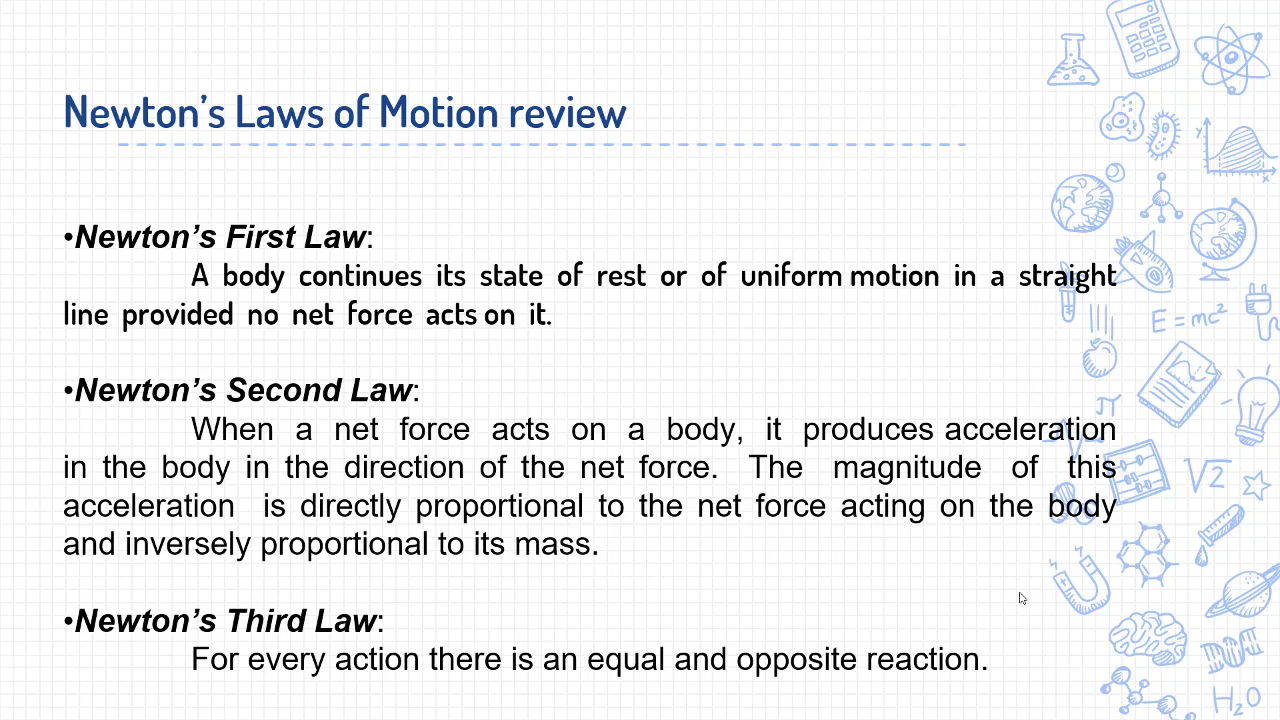 Newton's Laws of Motion review
•Newton's First Law:
A body continues its state of rest or of uniform motion in a straight
line provided no net force acts on it.
•Newton's Second Law:
When a net force acts on a body, it produces acceleration
in the body in the direction of the net force. The magnitude of this
acceleration is directly proportional to the net force acting on the body
and inversely proportional to its mass.
•Newton's Third Law:
For every action there is an equal and opposite reaction.
y
x
E = mc²
π
√2
H₂O